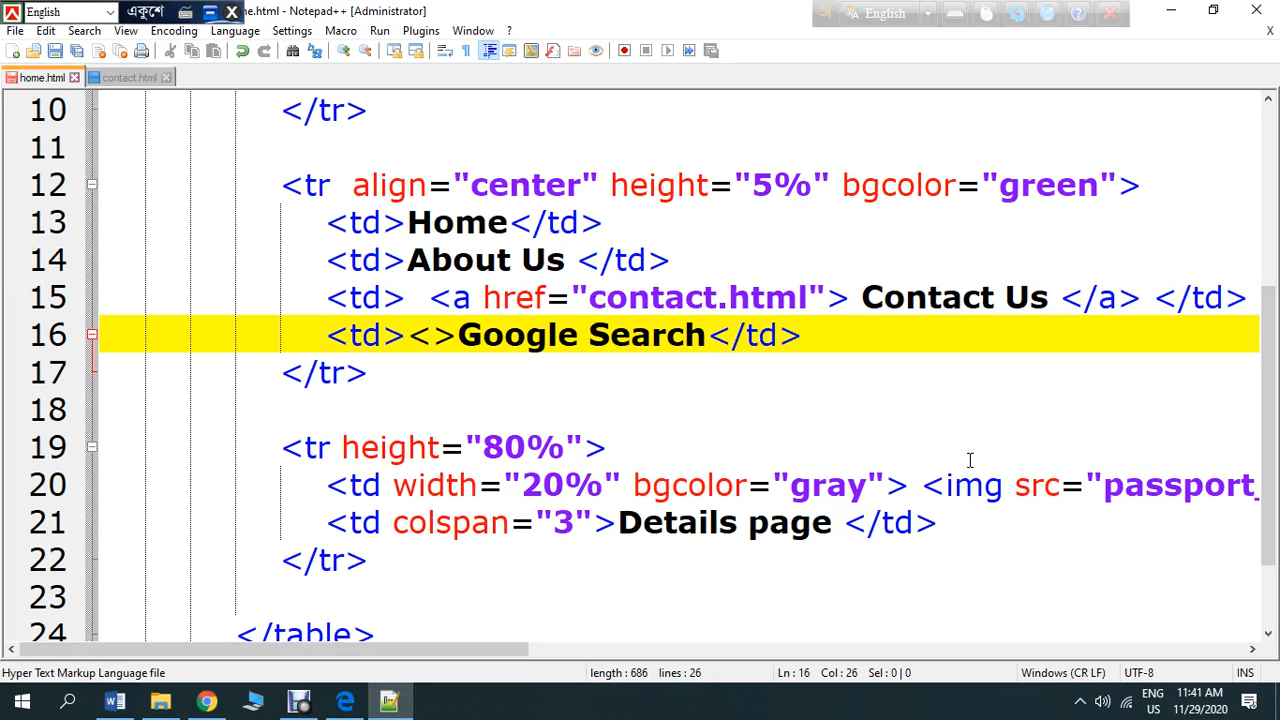 English
একুশে
me.html - Notepad++ [Administrator]
English
File Edit Search View Encoding Language Settings Macro Run Plugins Window ?
X
home.html
contact.html
10 </tr>
11
12 <tr  align="center" height="5%" bgcolor="green">
13 <td>Home</td>
14 <td>About Us </td>
15 <td>  <a href="contact.html"> Contact Us </a> </td>
16 <td><>Google Search</td>
17 </tr>
18
19 <tr height="80%">
20 <td width="20%" bgcolor="gray"> <img src="passport_
21 <td colspan="3">Details page </td>
22 </tr>
23
24 </table>
Hyper Text Markup Language file
length : 686 lines : 26
Ln : 16 Col : 26 Sel : 0 | 0
Windows (CR LF)
UTF-8
INS
ENG
US
11:41 AM
11/29/2020